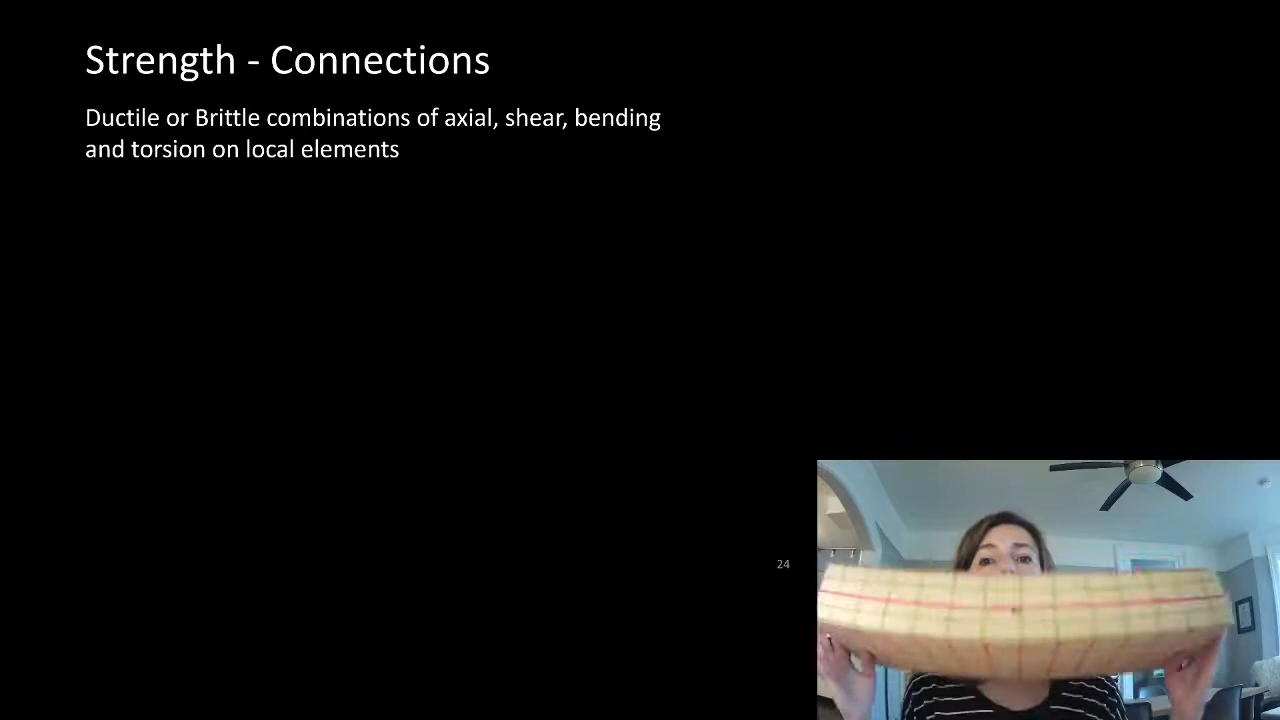 Strength - Connections
Ductile or Brittle combinations of axial, shear, bending
and torsion on local elements
24